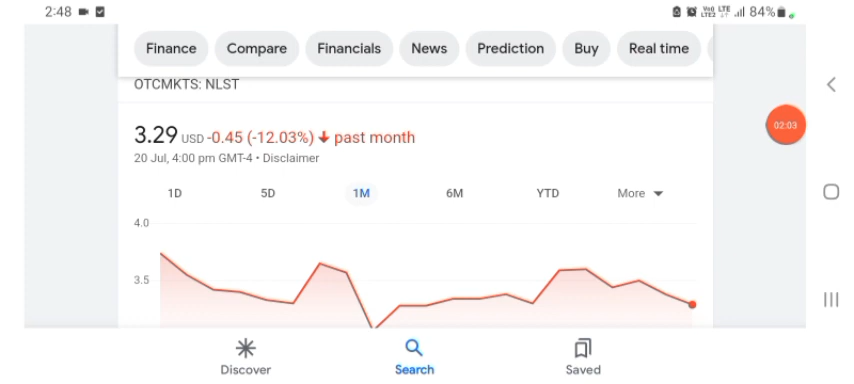 2:48 84%
Finance Compare Financials News Prediction Buy Real time
OTCMKTS: NLST
02:03
3.29 USD -0.45 (-12.03%) past month
20 Jul, 4:00 pm GMT-4 • Disclaimer
1D 5D 1M 6M YTD More
4.0
3.5
Discover Search Saved